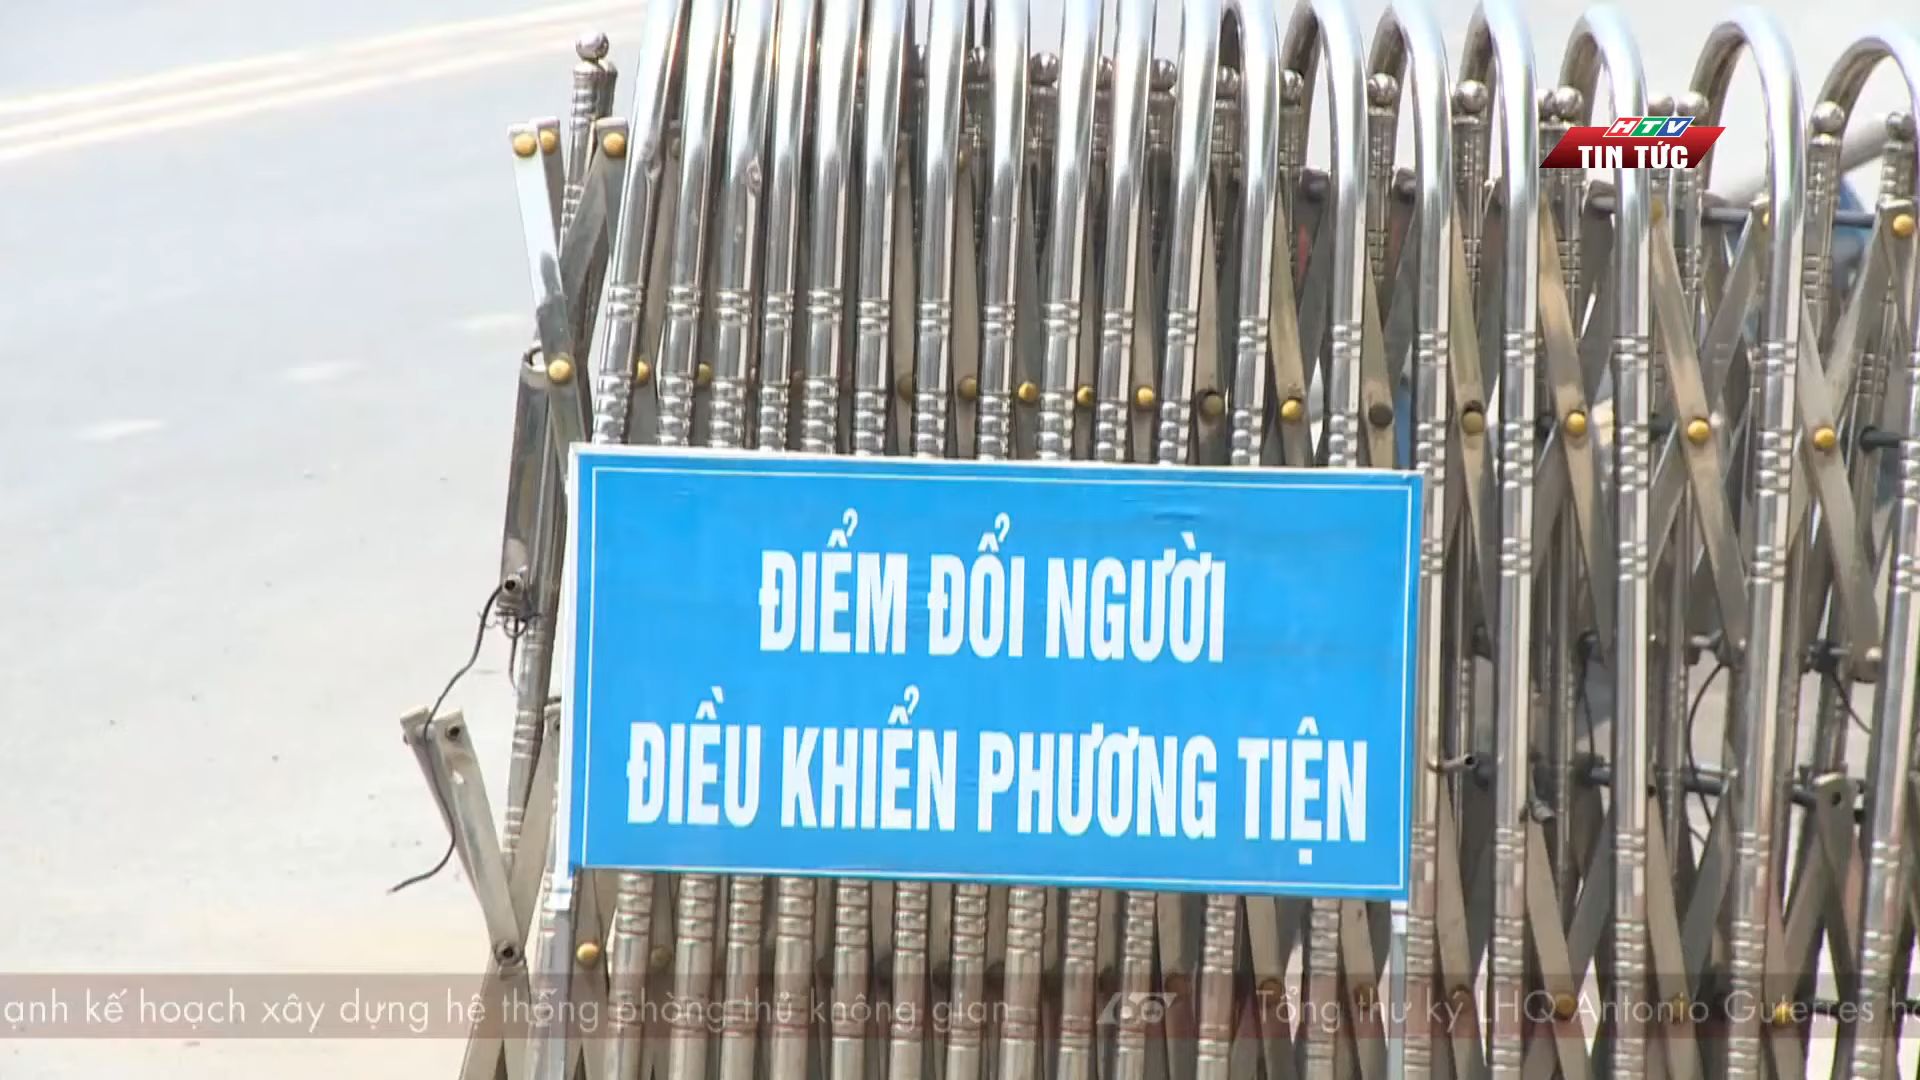 HTV
TIN TỨC
ĐIỂM ĐỔI NGƯỜI
ĐIỀU KHIỂN PHƯƠNG TIỆN
ạnh kế hoạch xây dựng hệ thống phòng thủ không gian Tổng thư ký LHQ Antonio Guterres